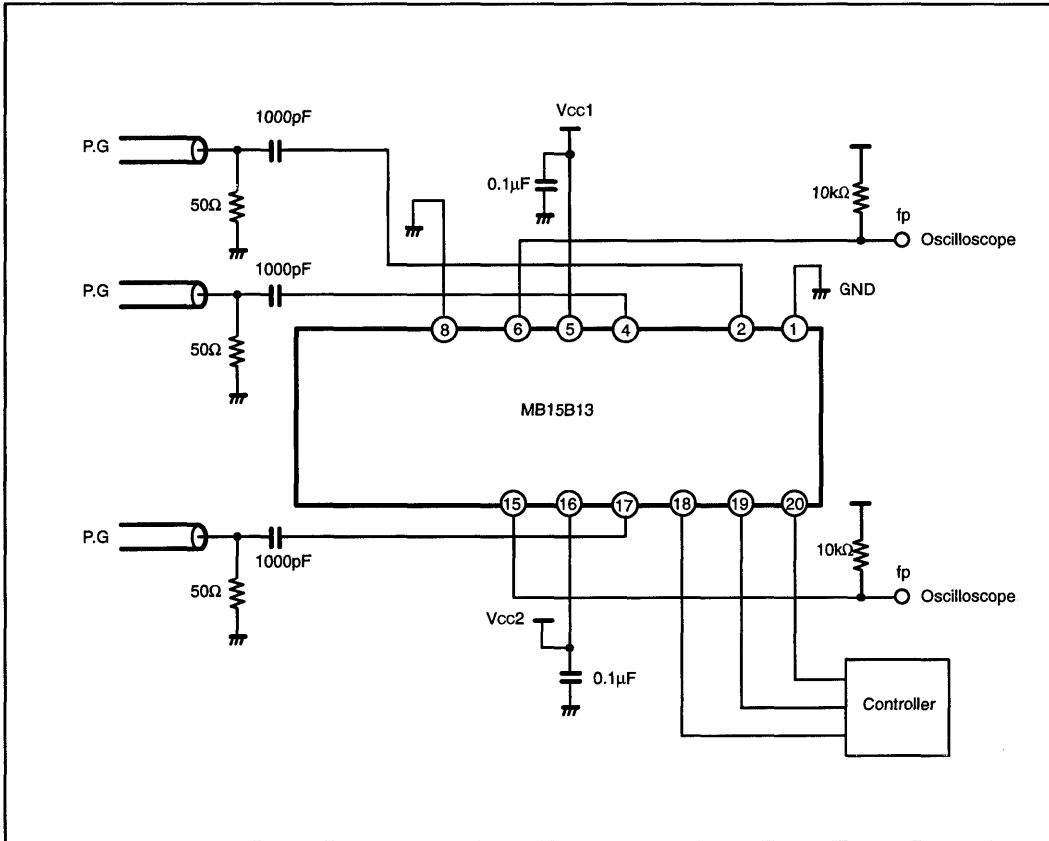 Vcc1
1000pF
P.G
0.1µF
10kΩ
50Ω
fp
Oscilloscope
1000pF
P.G
GND
8
6
5
4
2
1
50Ω
MB15B13
15
16
17
18
19
20
P.G
1000pF
10kΩ
50Ω
fp
Oscilloscope
Vcc2
0.1µF
Controller